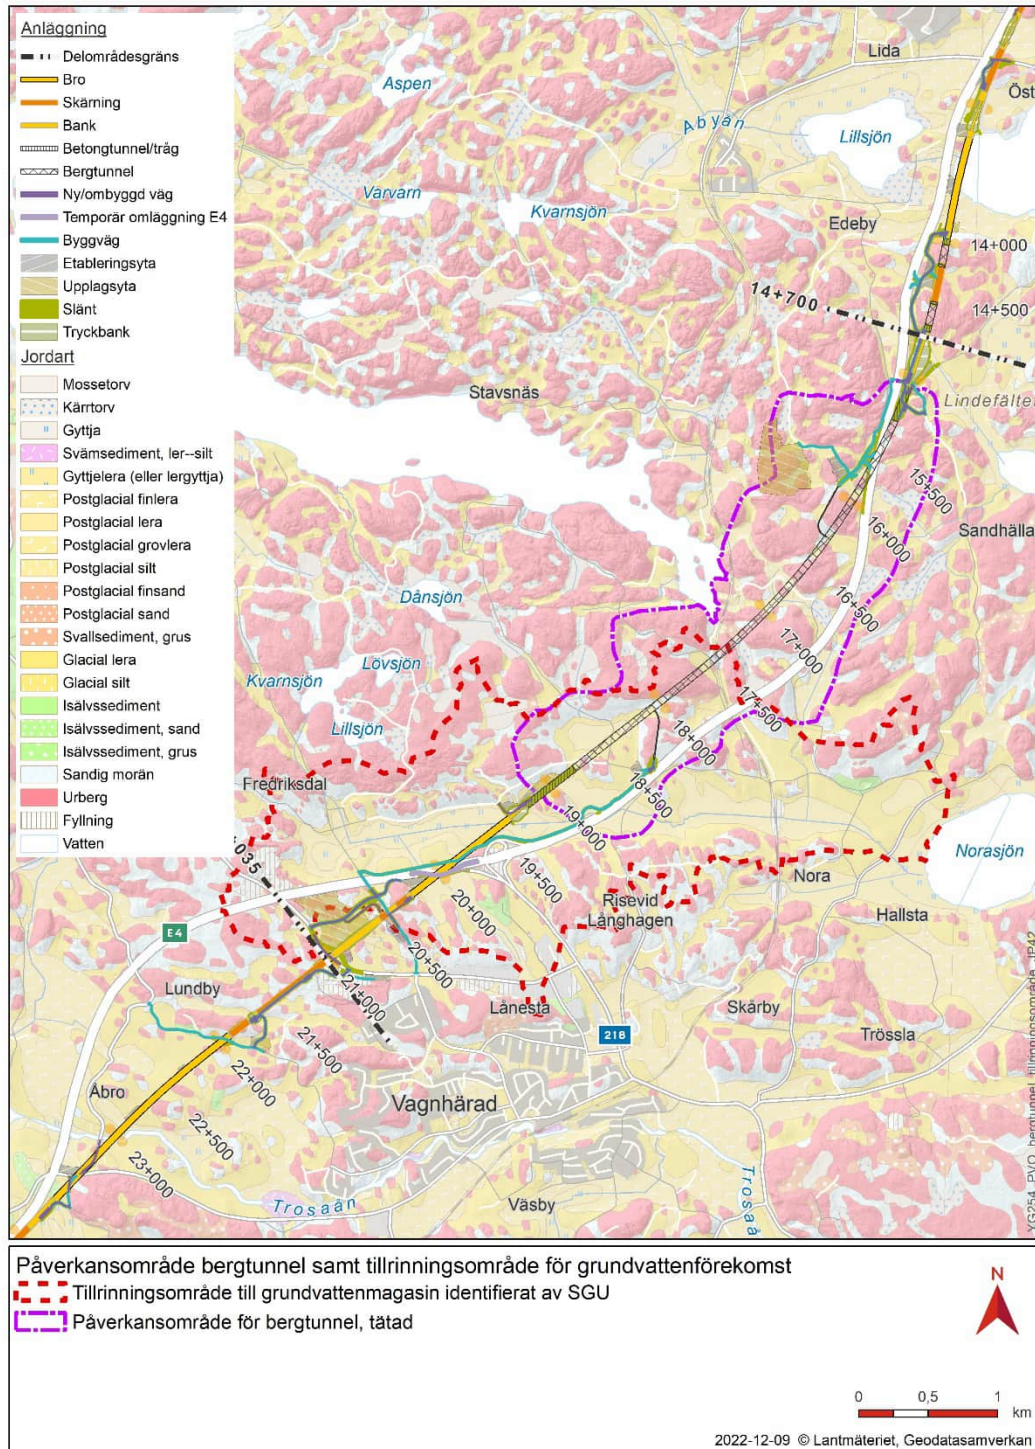 Anläggning
Delområdesgräns
Bro
Skärning
Bank
Betongtunnel/tråg
Bergtunnel
Ny/ombyggd väg
Temporär omläggning E4
Byggväg
Etableringsyta
Upplagsyta
Slänt
Tryckbank
Jordart
Mossetorv
Kärrtorv
Gyttja
Svämsediment, ler--silt
Gyttjelera (eller lergyttja)
Postglacial finlera
Postglacial lera
Postglacial grovlera
Postglacial silt
Postglacial finsand
Postglacial sand
Svallsediment, grus
Glacial lera
Glacial silt
Isälvssediment
Isälvssediment, sand
Isälvssediment, grus
Sandig morän
Urberg
Fyllning
Vatten
Lida
Aspen
Öst
Åbyån
Lillsjön
Värvarn
Kvarnsjön
Edeby
14+000
14+700
14+500
Stavsnäs
Lindefältet
15+500
Sandhälla
16+000
Dånsjön
16+500
Lövsjön
17+000
Kvarnsjön
17+500
Lillsjön
18+000
Fredriksdal
18+500
19+000
+035
Norasjön
19+500
Nora
Risevid
Långhagen
20+000
Hallsta
E4
20+500
Lundby
21+000
Lånesta
Skårby
218
Trössla
21+500
22+000
Åbro
Vagnhärad
22+500
23+000
Trosaån
Väsby
Trosaå
YG254_PVO_bergtunnel_tillrinningsområde_JP42
Påverkansområde bergtunnel samt tillrinningsområde för grundvattenförekomst
Tillrinningsområde till grundvattenmagasin identifierat av SGU
Påverkansområde för bergtunnel, tätad
N
0 0,5 1
km
2022-12-09 © Lantmäteriet, Geodatasamverkan